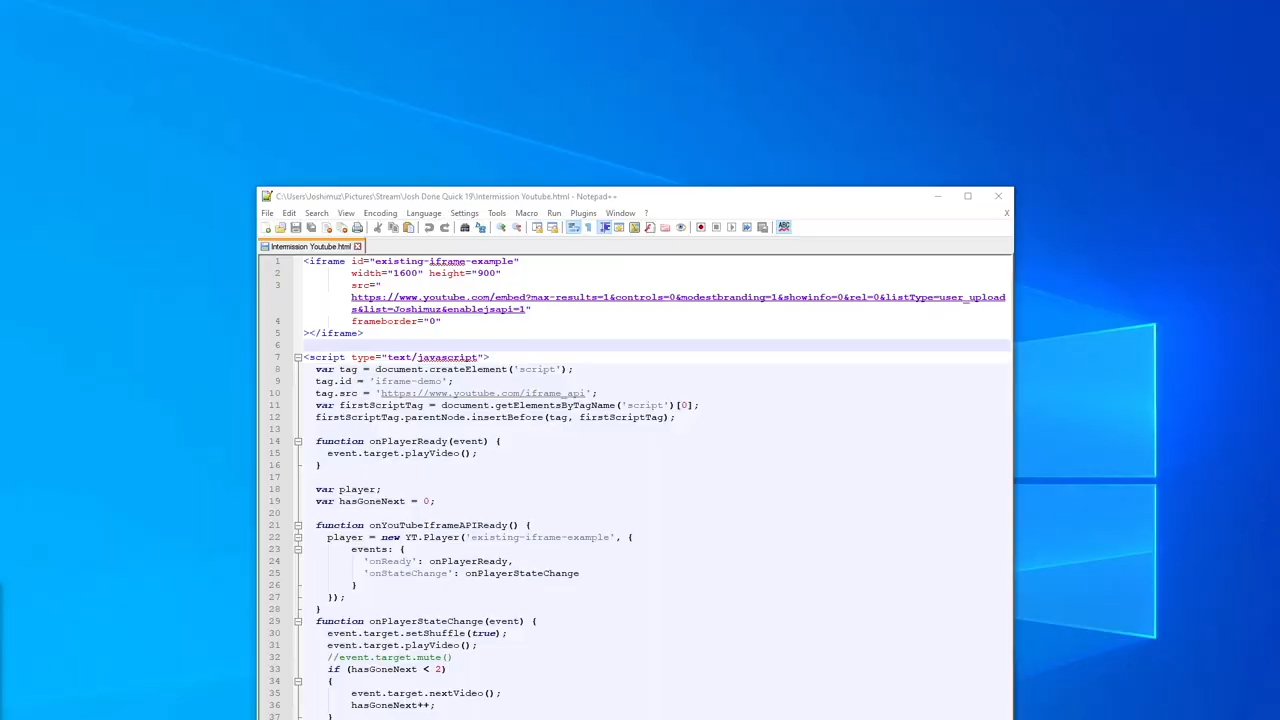 C:\Users\Joshimuz\Pictures\Stream\Josh Done Quick 19\Intermission Youtube.html - Notepad++
File Edit Search View Encoding Language Settings Tools Macro Run Plugins Window ? X
Intermission Youtube.html
1 <iframe id="existing-iframe-example"
2 width="1600" height="900"
3 src="
https://www.youtube.com/embed?max-results=1&controls=0&modestbranding=1&showinfo=0&rel=0&listType=user_upload
s&list=Joshimuz&enablejsapi=1"
4 frameborder="0"
5 ></iframe>
6
7 <script type="text/javascript">
8 var tag = document.createElement('script');
9 tag.id = 'iframe-demo';
10 tag.src = 'https://www.youtube.com/iframe_api';
11 var firstScriptTag = document.getElementsByTagName('script')[0];
12 firstScriptTag.parentNode.insertBefore(tag, firstScriptTag);
13
14 function onPlayerReady(event) {
15 event.target.playVideo();
16 }
17
18 var player;
19 var hasGoneNext = 0;
20
21 function onYouTubeIframeAPIReady() {
22 player = new YT.Player('existing-iframe-example', {
23 events: {
24 'onReady': onPlayerReady,
25 'onStateChange': onPlayerStateChange
26 }
27 });
28 }
29 function onPlayerStateChange(event) {
30 event.target.setShuffle(true);
31 event.target.playVideo();
32 //event.target.mute()
33 if (hasGoneNext < 2)
34 {
35 event.target.nextVideo();
36 hasGoneNext++;
37 }